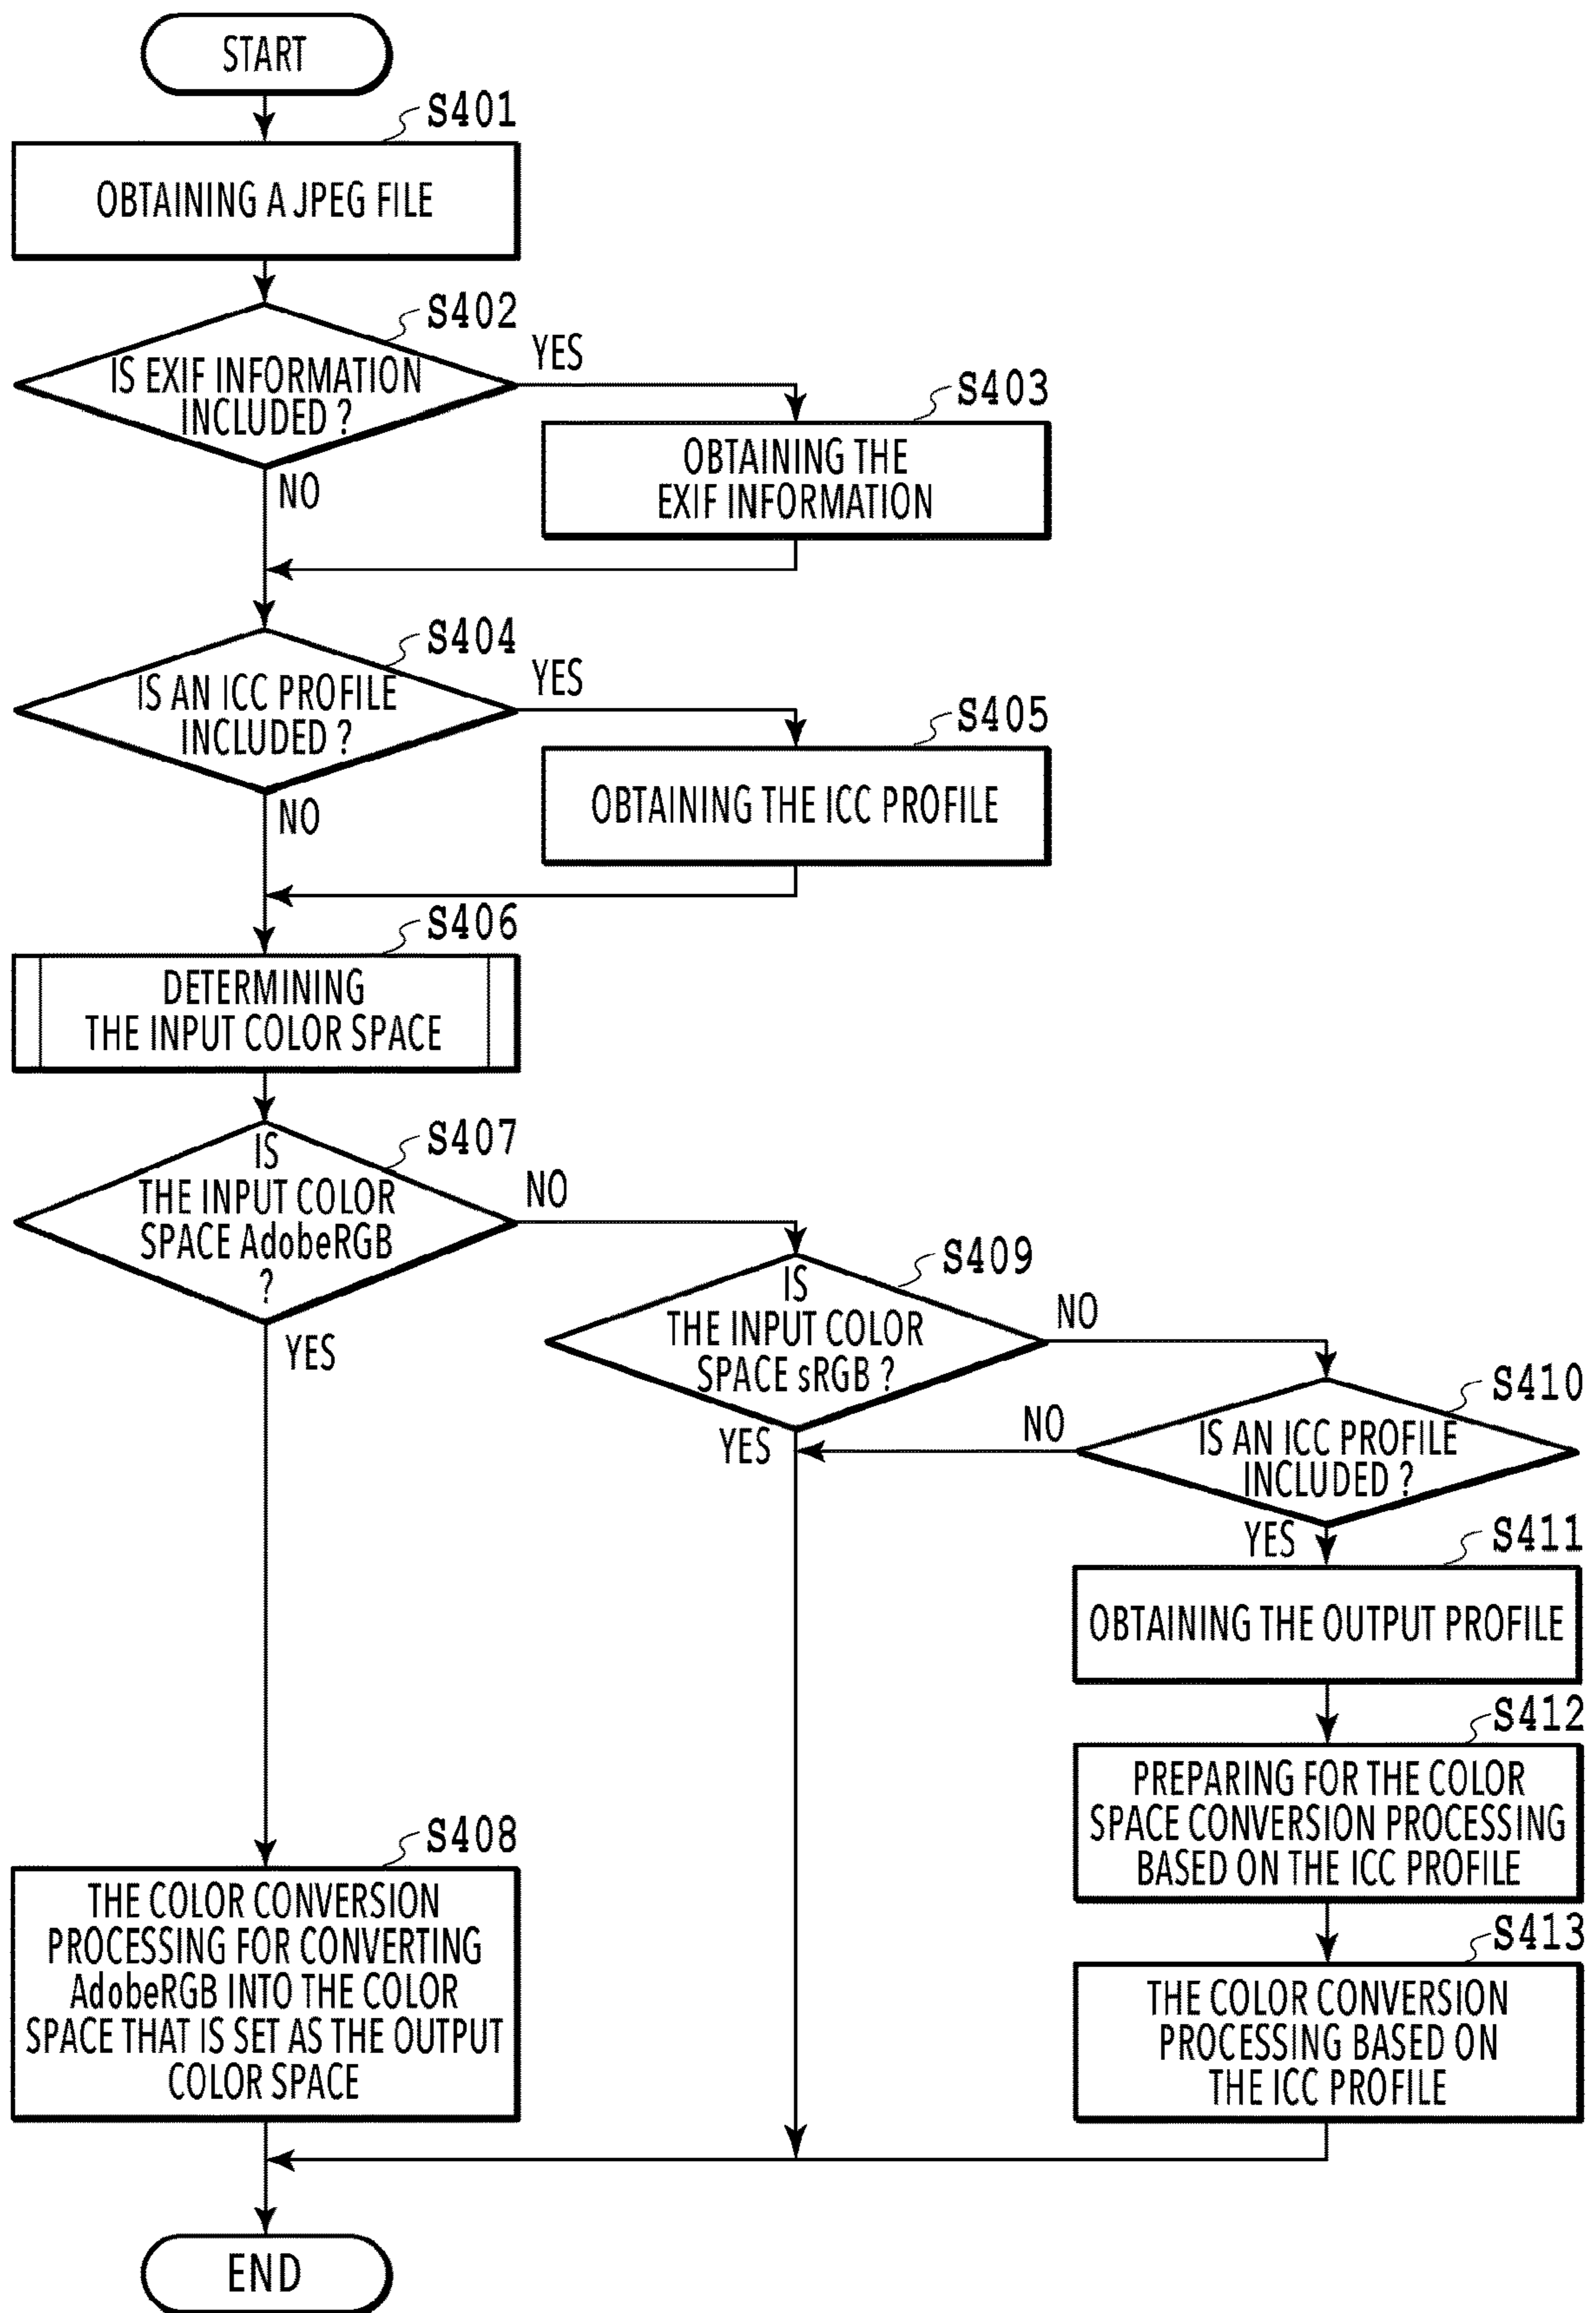 START
S401
OBTAINING A JPEG FILE
S402
IS EXIF INFORMATION
INCLUDED ?
YES
NO
S403
OBTAINING THE
EXIF INFORMATION
S404
IS AN ICC PROFILE
INCLUDED ?
YES
NO
S405
OBTAINING THE ICC PROFILE
S406
DETERMINING
THE INPUT COLOR SPACE
S407
IS
THE INPUT COLOR
SPACE AdobeRGB
?
NO
YES
S409
IS
THE INPUT COLOR
SPACE sRGB ?
NO
YES
S410
IS AN ICC PROFILE
INCLUDED ?
NO
YES
S411
OBTAINING THE OUTPUT PROFILE
S412
PREPARING FOR THE COLOR
SPACE CONVERSION PROCESSING
BASED ON THE ICC PROFILE
S408
THE COLOR CONVERSION
PROCESSING FOR CONVERTING
AdobeRGB INTO THE COLOR
SPACE THAT IS SET AS THE OUTPUT
COLOR SPACE
S413
THE COLOR CONVERSION
PROCESSING BASED ON
THE ICC PROFILE
END